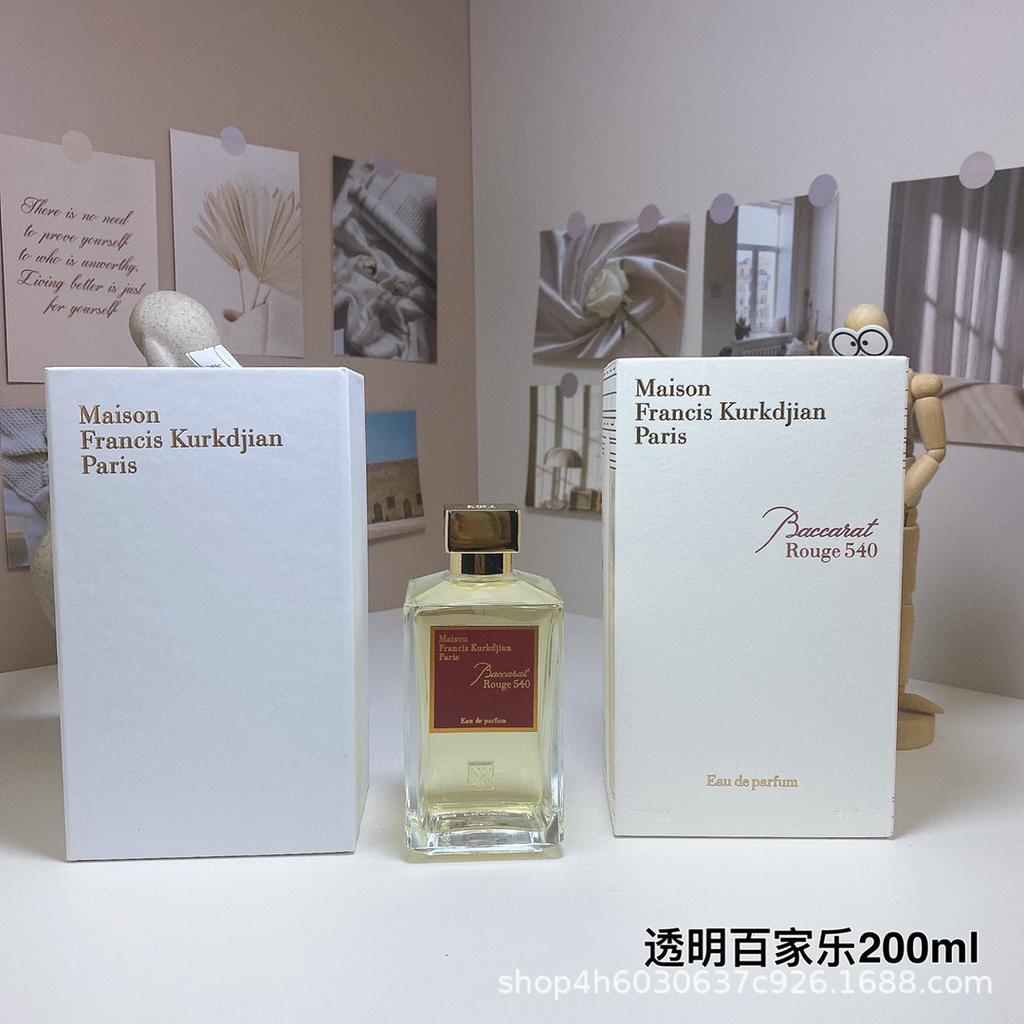 There is no need
to prove yourself
to who is unworthy.
Living better is just
for yourself
Maison
Francis Kurkdjian
Paris
Maison
Francis Kurkdjian
Paris
Baccarat
Rouge 540
Eau de parfum
Maison
Francis Kurkdjian
Paris
Baccarat
Rouge 540
Eau de parfum
透明百家乐200ml
shop4h6030637c926.1688.com